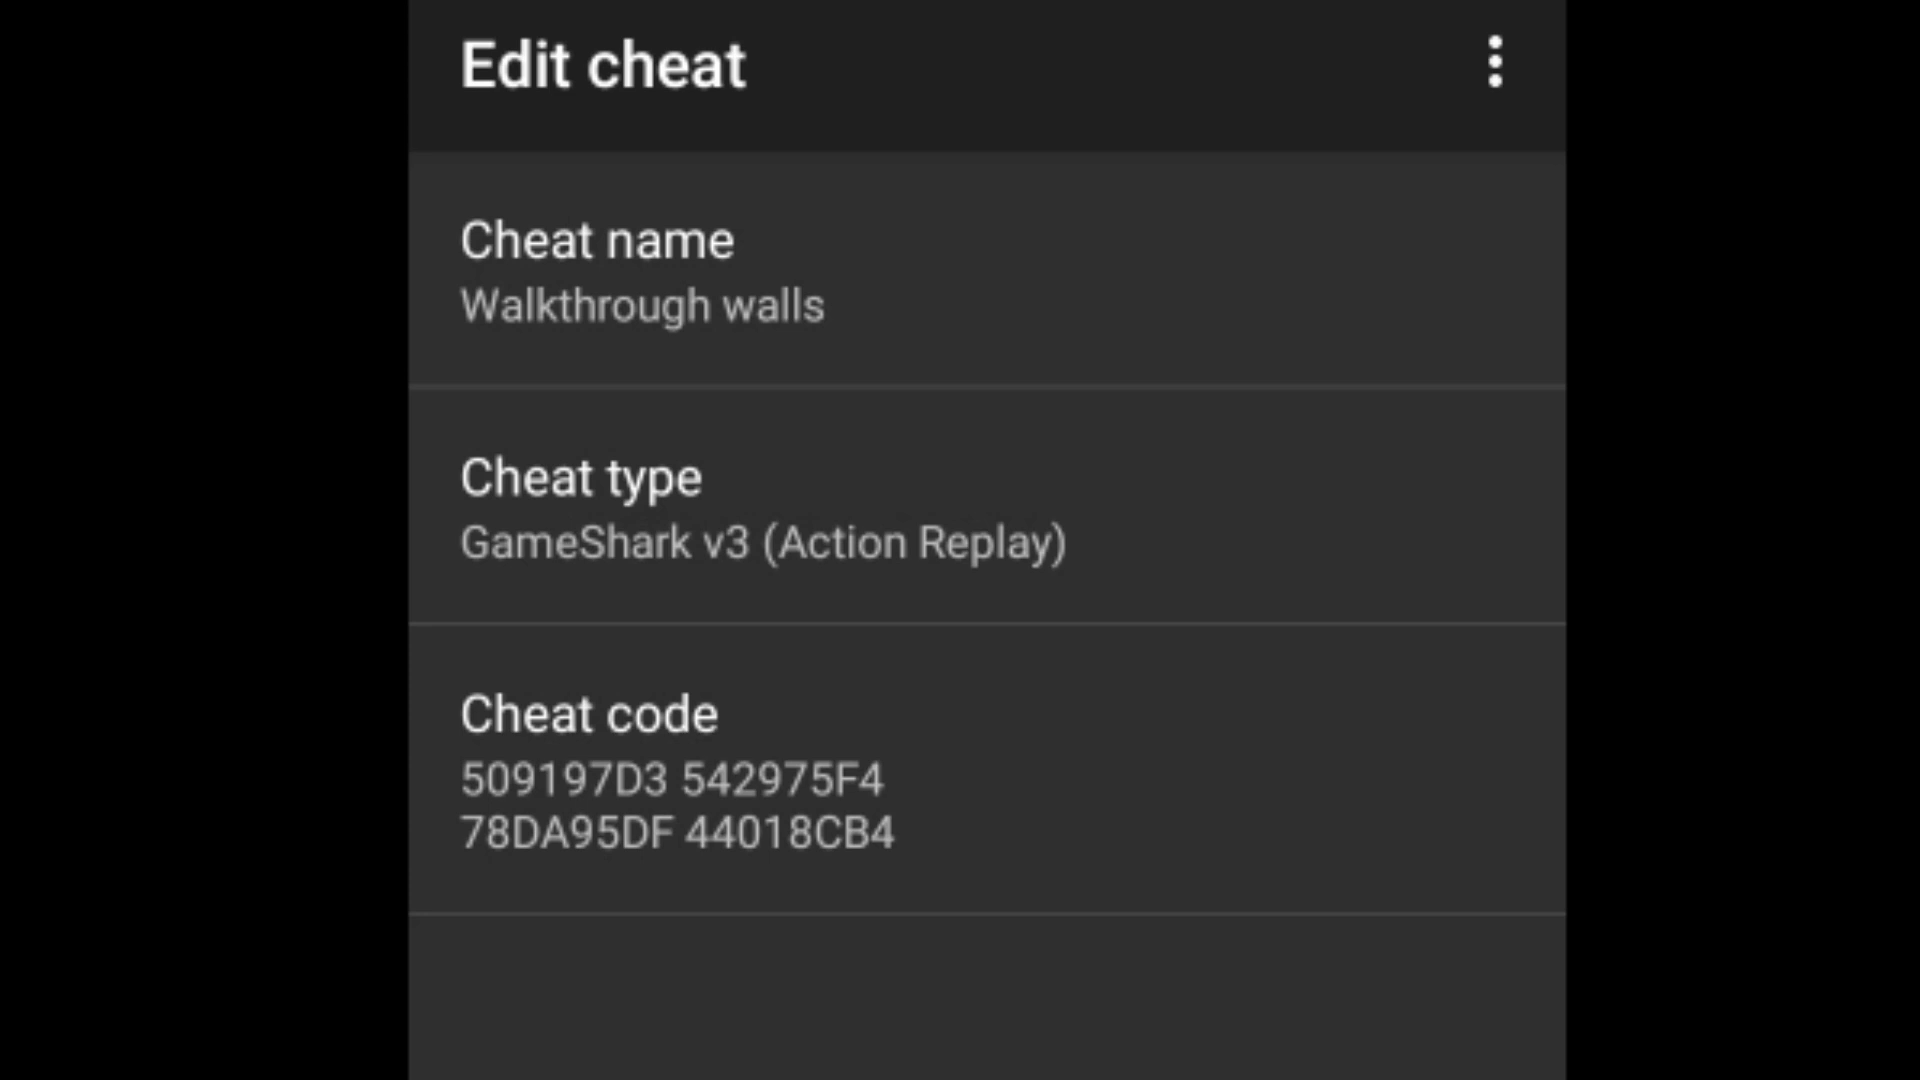 Edit cheat
Cheat name
Walkthrough walls
Cheat type
GameShark v3 (Action Replay)
Cheat code
509197D3 542975F4
78DA95DF 44018CB4